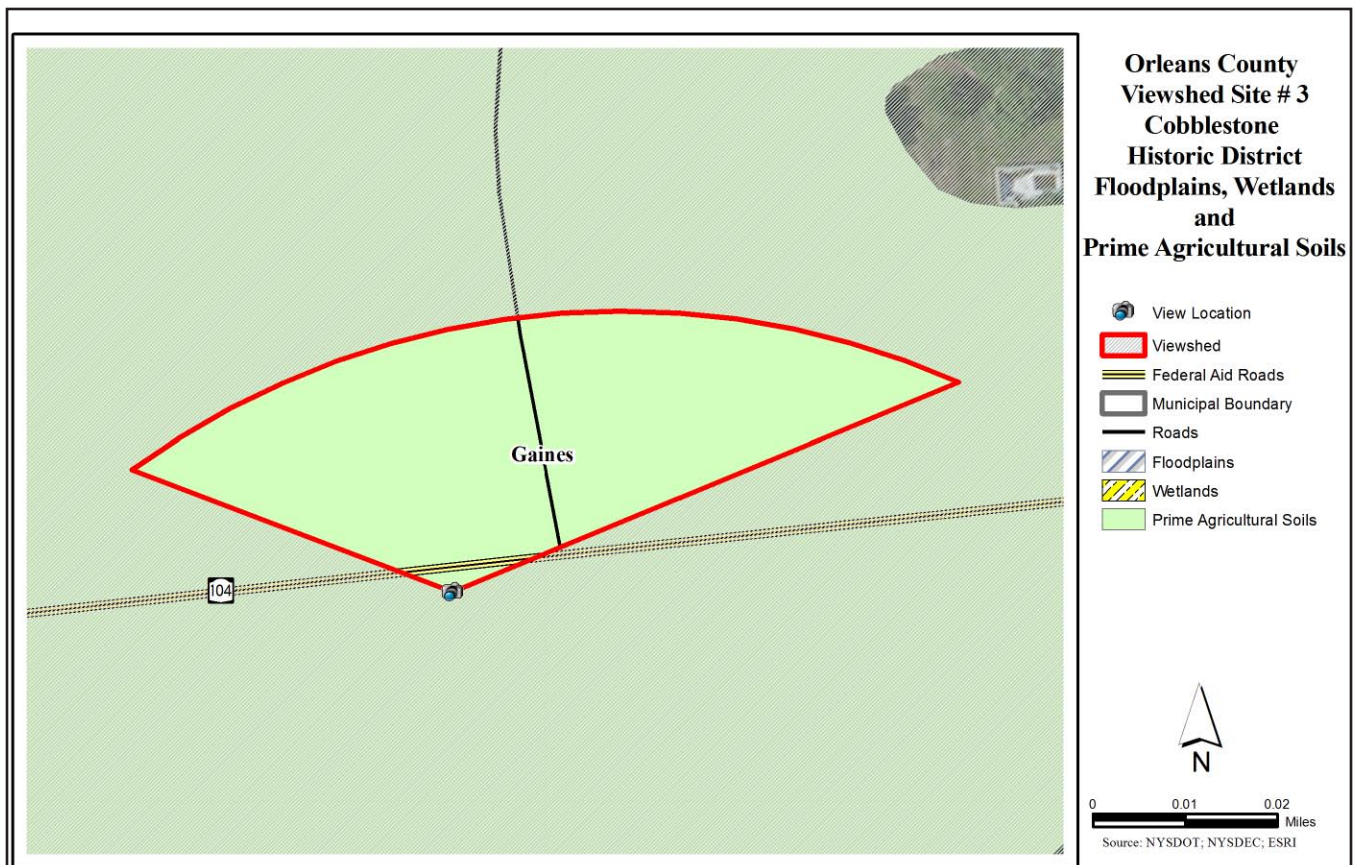 Orleans County
Viewshed Site # 3
Cobblestone
Historic District
Floodplains, Wetlands
and
Prime Agricultural Soils
View Location
Viewshed
Federal Aid Roads
Municipal Boundary
Roads
Floodplains
Wetlands
Prime Agricultural Soils
Gaines
104
N
0 0.01 0.02
Miles
Source: NYSDOT; NYSDEC; ESRI